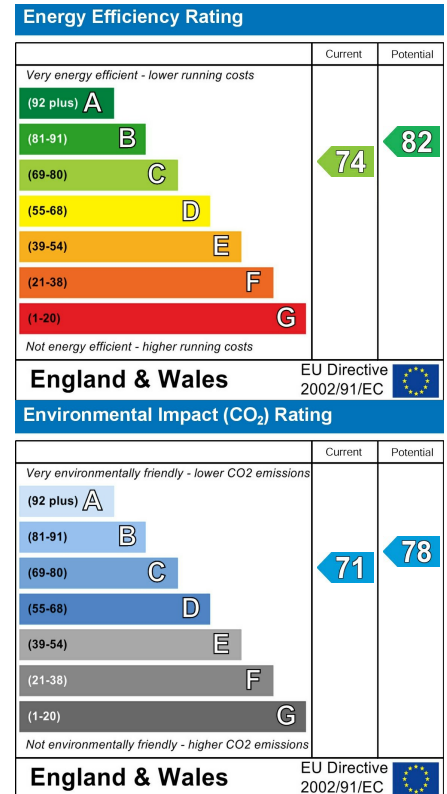 Energy Efficiency Rating
Current Potential
Very energy efficient - lower running costs
(92 plus) A
(81-91) B
82
(69-80) C
74
(55-68) D
(39-54) E
(21-38) F
(1-20) G
Not energy efficient - higher running costs
England & Wales
EU Directive
2002/91/EC
Environmental Impact (CO₂) Rating
Current Potential
Very environmentally friendly - lower CO2 emissions
(92 plus) A
(81-91) B
78
(69-80) C
71
(55-68) D
(39-54) E
(21-38) F
(1-20) G
Not environmentally friendly - higher CO2 emissions
England & Wales
EU Directive
2002/91/EC